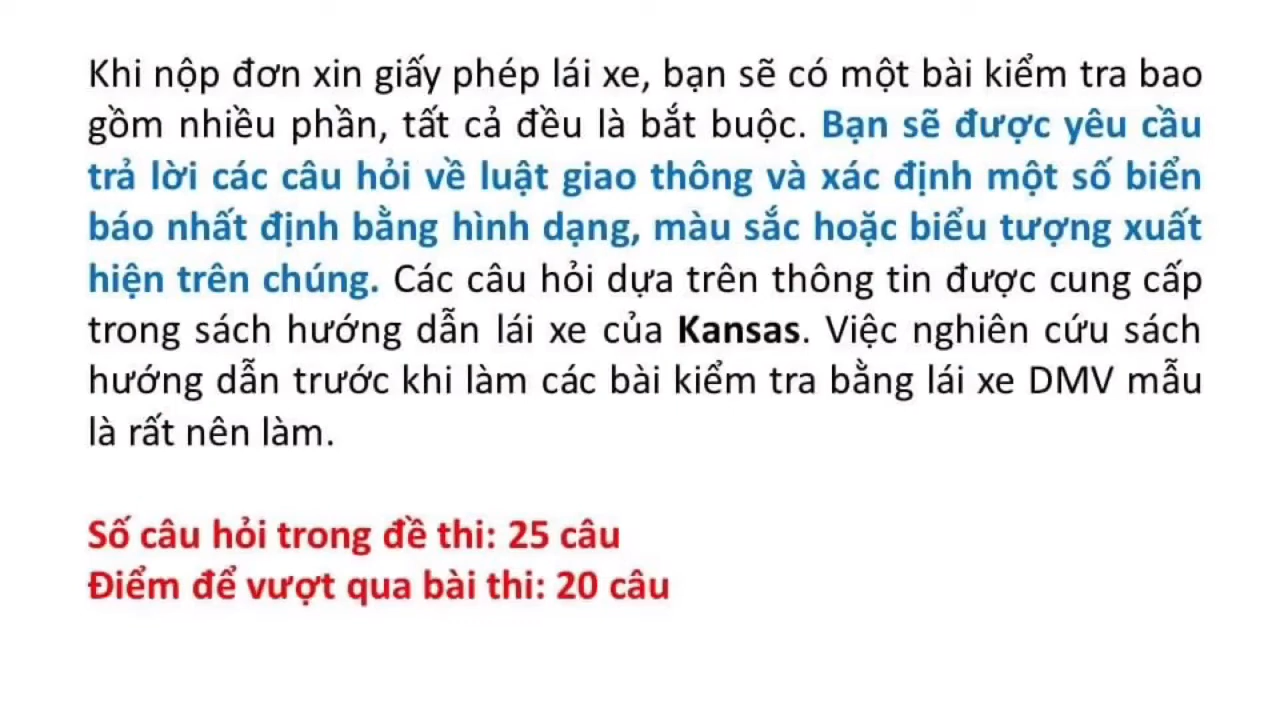 Khi nộp đơn xin giấy phép lái xe, bạn sẽ có một bài kiểm tra bao
gồm nhiều phần, tất cả đều là bắt buộc. Bạn sẽ được yêu cầu
trả lời các câu hỏi về luật giao thông và xác định một số biển
báo nhất định bằng hình dạng, màu sắc hoặc biểu tượng xuất
hiện trên chúng. Các câu hỏi dựa trên thông tin được cung cấp
trong sách hướng dẫn lái xe của Kansas. Việc nghiên cứu sách
hướng dẫn trước khi làm các bài kiểm tra bằng lái xe DMV mẫu
là rất nên làm.
Số câu hỏi trong đề thi: 25 câu
Điểm để vượt qua bài thi: 20 câu